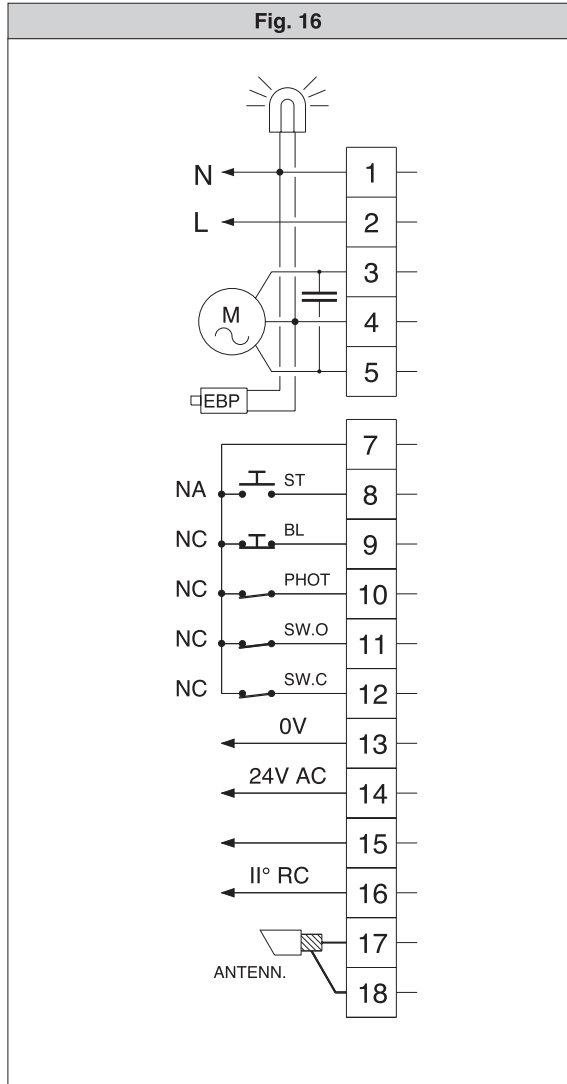 Fig. 16
N 1
L 2
3
M 4
5
EBP
7
NA ST 8
NC BL 9
NC PHOT 10
NC SW.O 11
NC SW.C 12
0V 13
24V AC 14
15
II° RC 16
17
ANTENN.
18